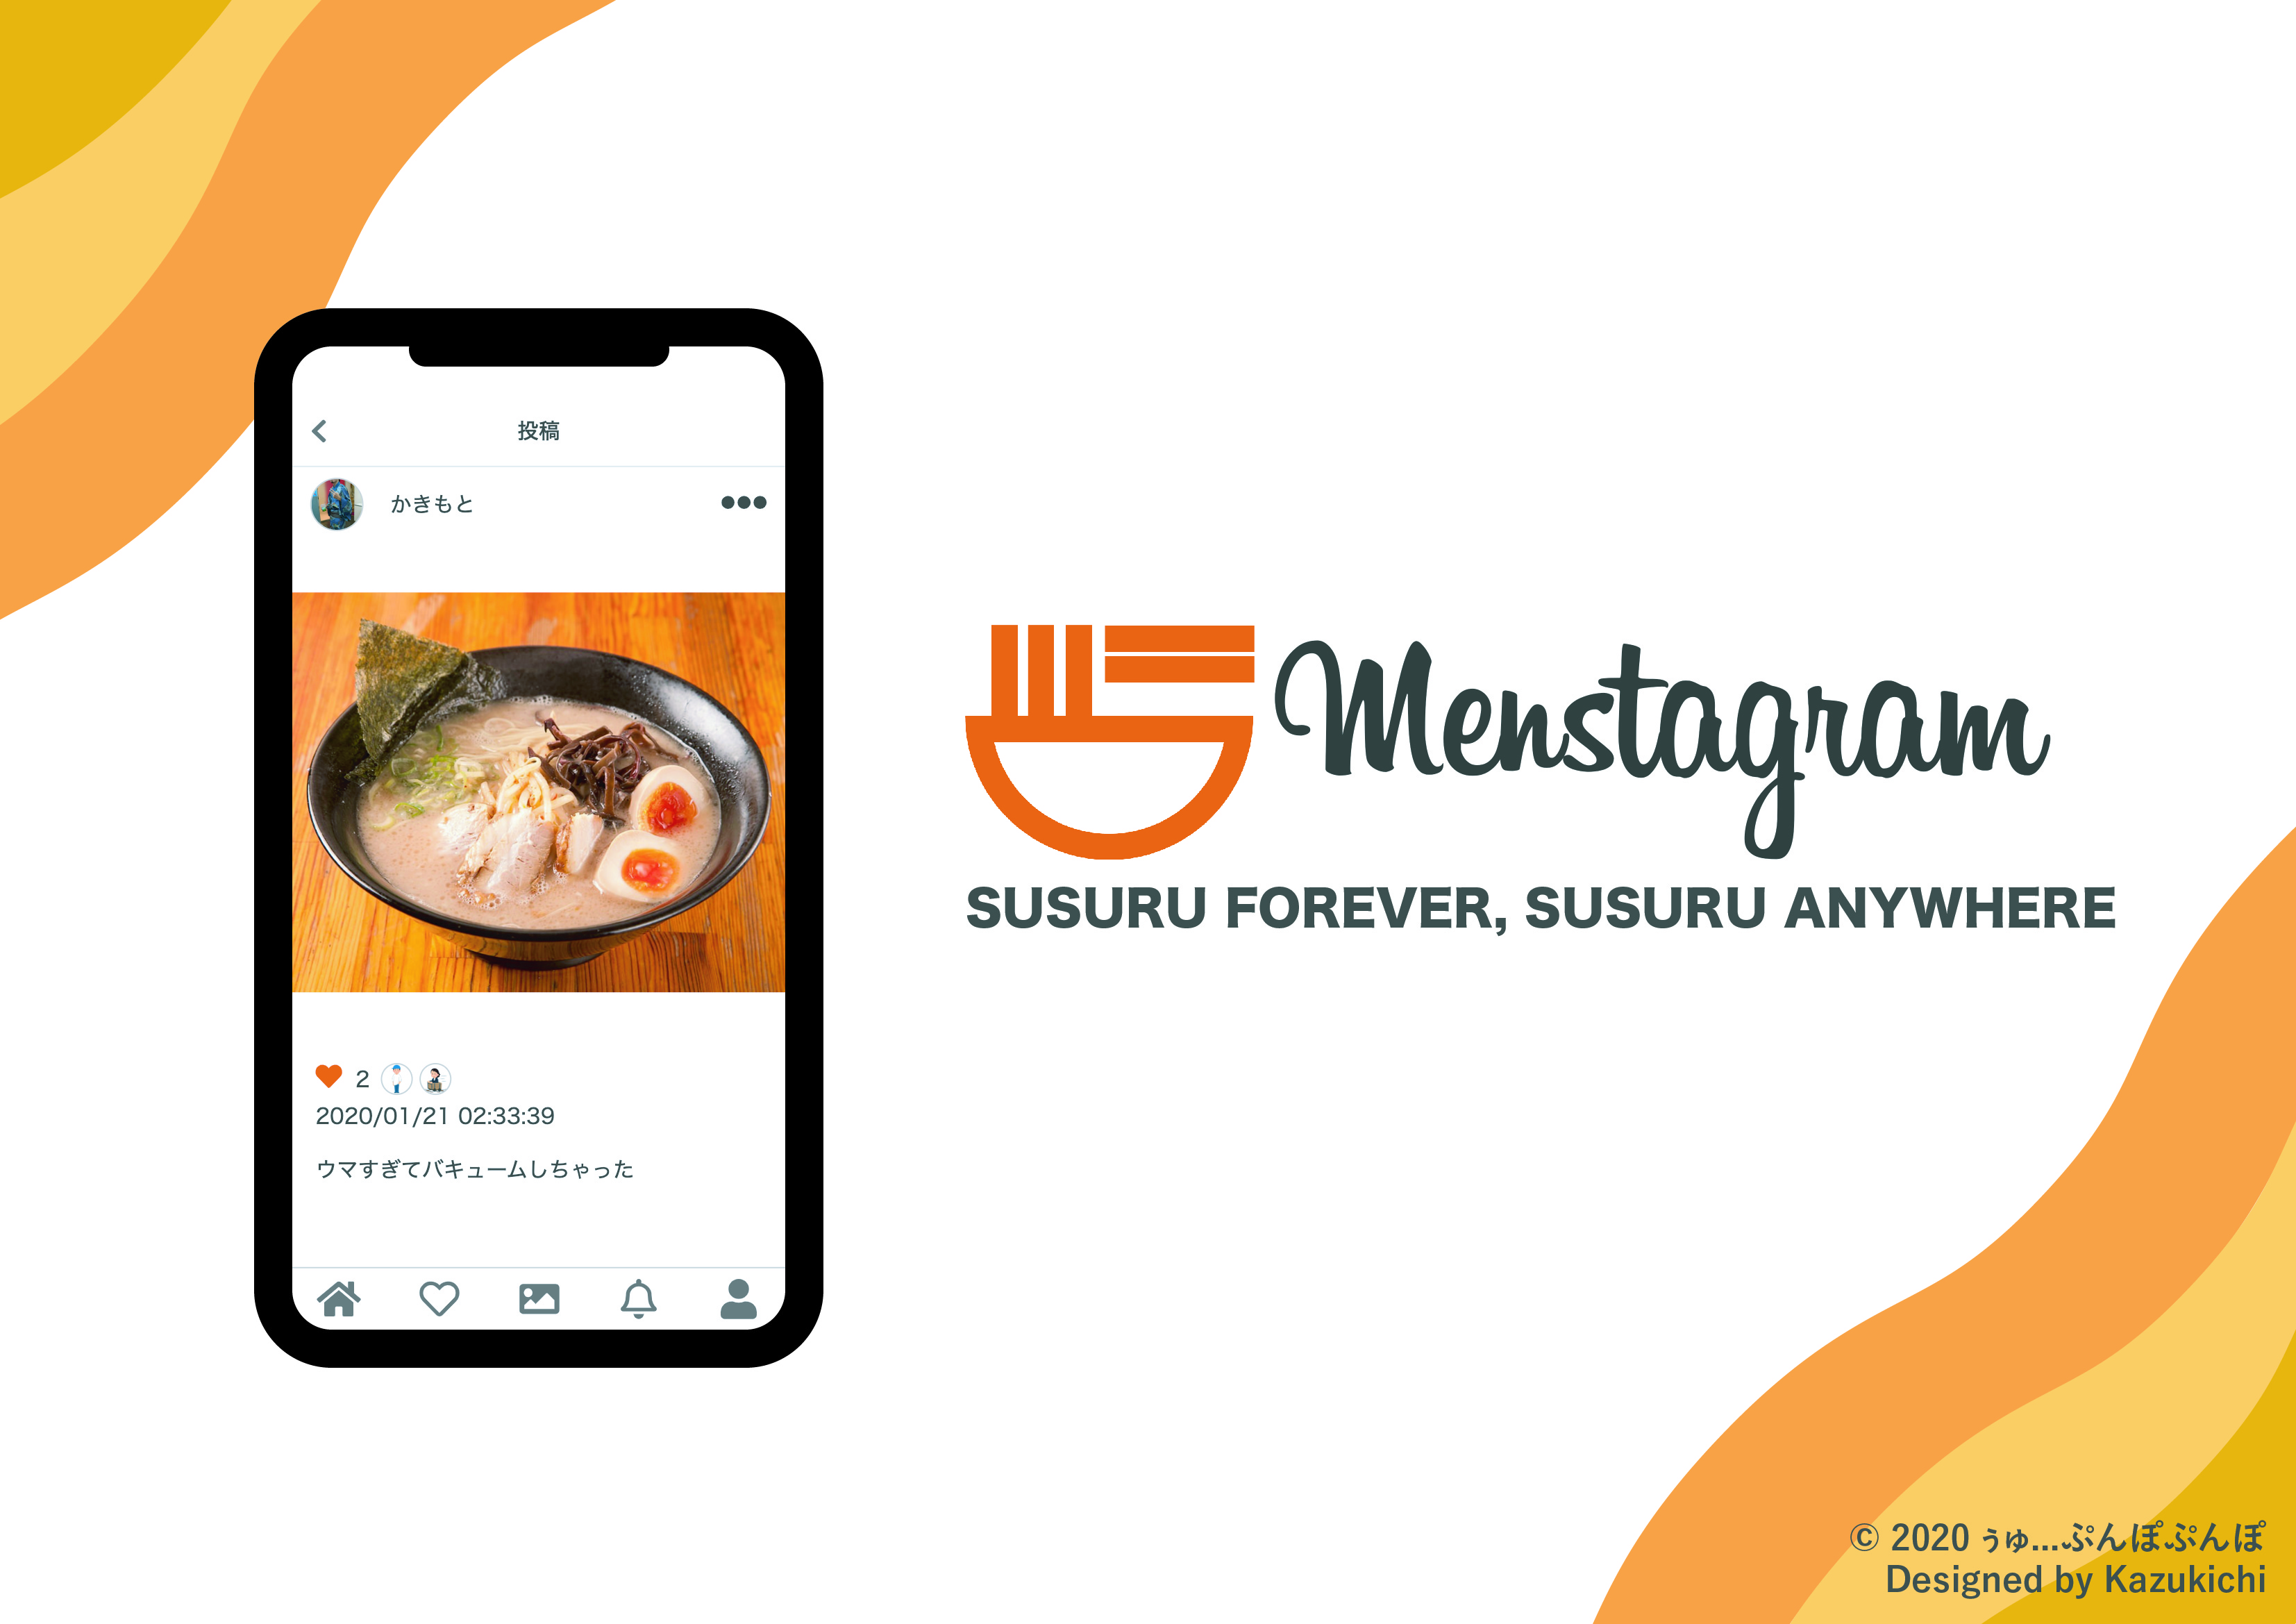 投稿
かきもと
2
2020/01/21 02:33:39
ウマすぎてバキュームしちゃった
Menstagram
SUSURU FOREVER, SUSURU ANYWHERE
© 2020 ぅゅ...ぷんぽぷんぽ
Designed by Kazukichi